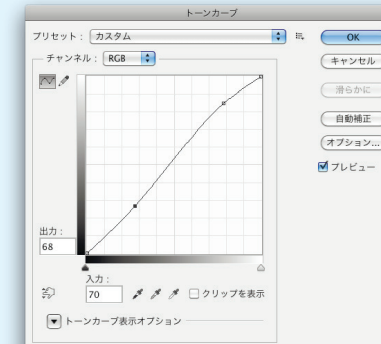 トーンカーブ
プリセット： カスタム
OK
チャンネル： RGB
キャンセル
滑らかに
自動補正
オプション...
プレビュー
出力：
68
入力：
70
クリップを表示
トーンカーブ表示オプション